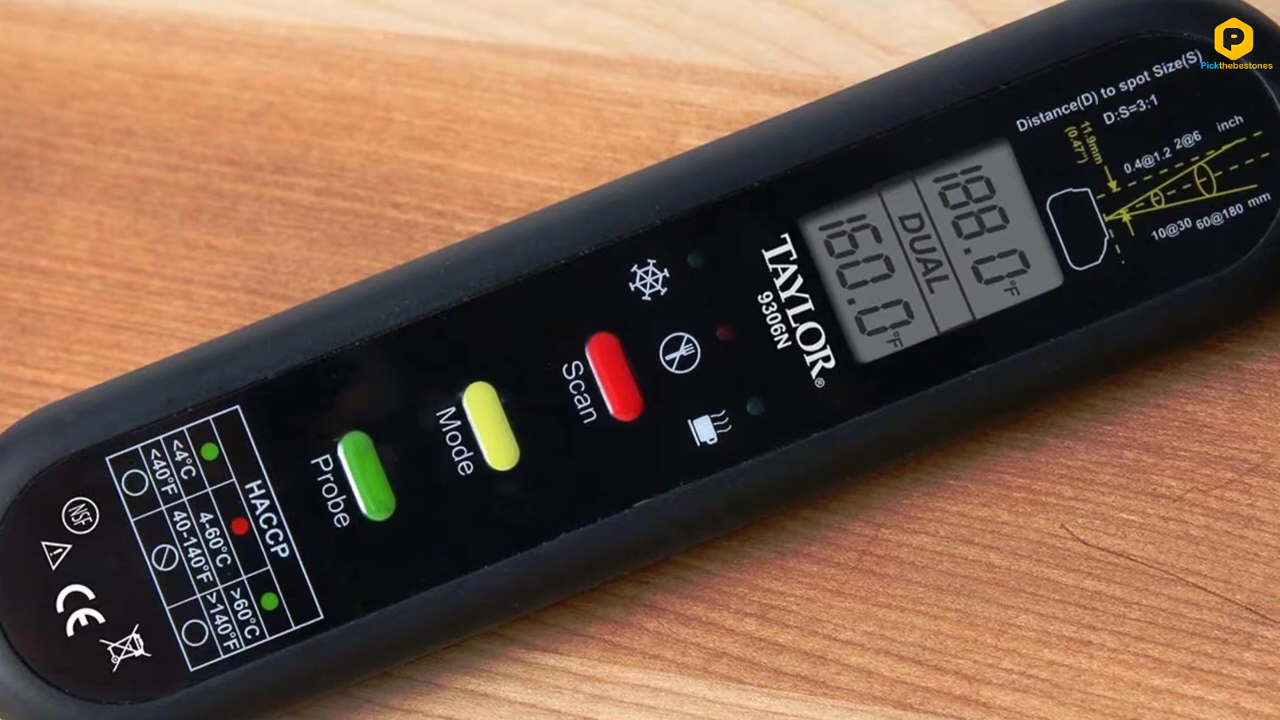 P
Pickthebestones
Distance(D) to spot Size(S)
D:S=3:1
11.9mm
(0.47")
0.4@1.2 2@6 inch
10@30 60@180 mm
188.0°F
DUAL
160.0°F
TAYLOR®
9306N
Scan
Mode
Probe
HACCP
<4°C 4-60°C >60°C
<40°F 40-140°F >140°F
NSF
CE